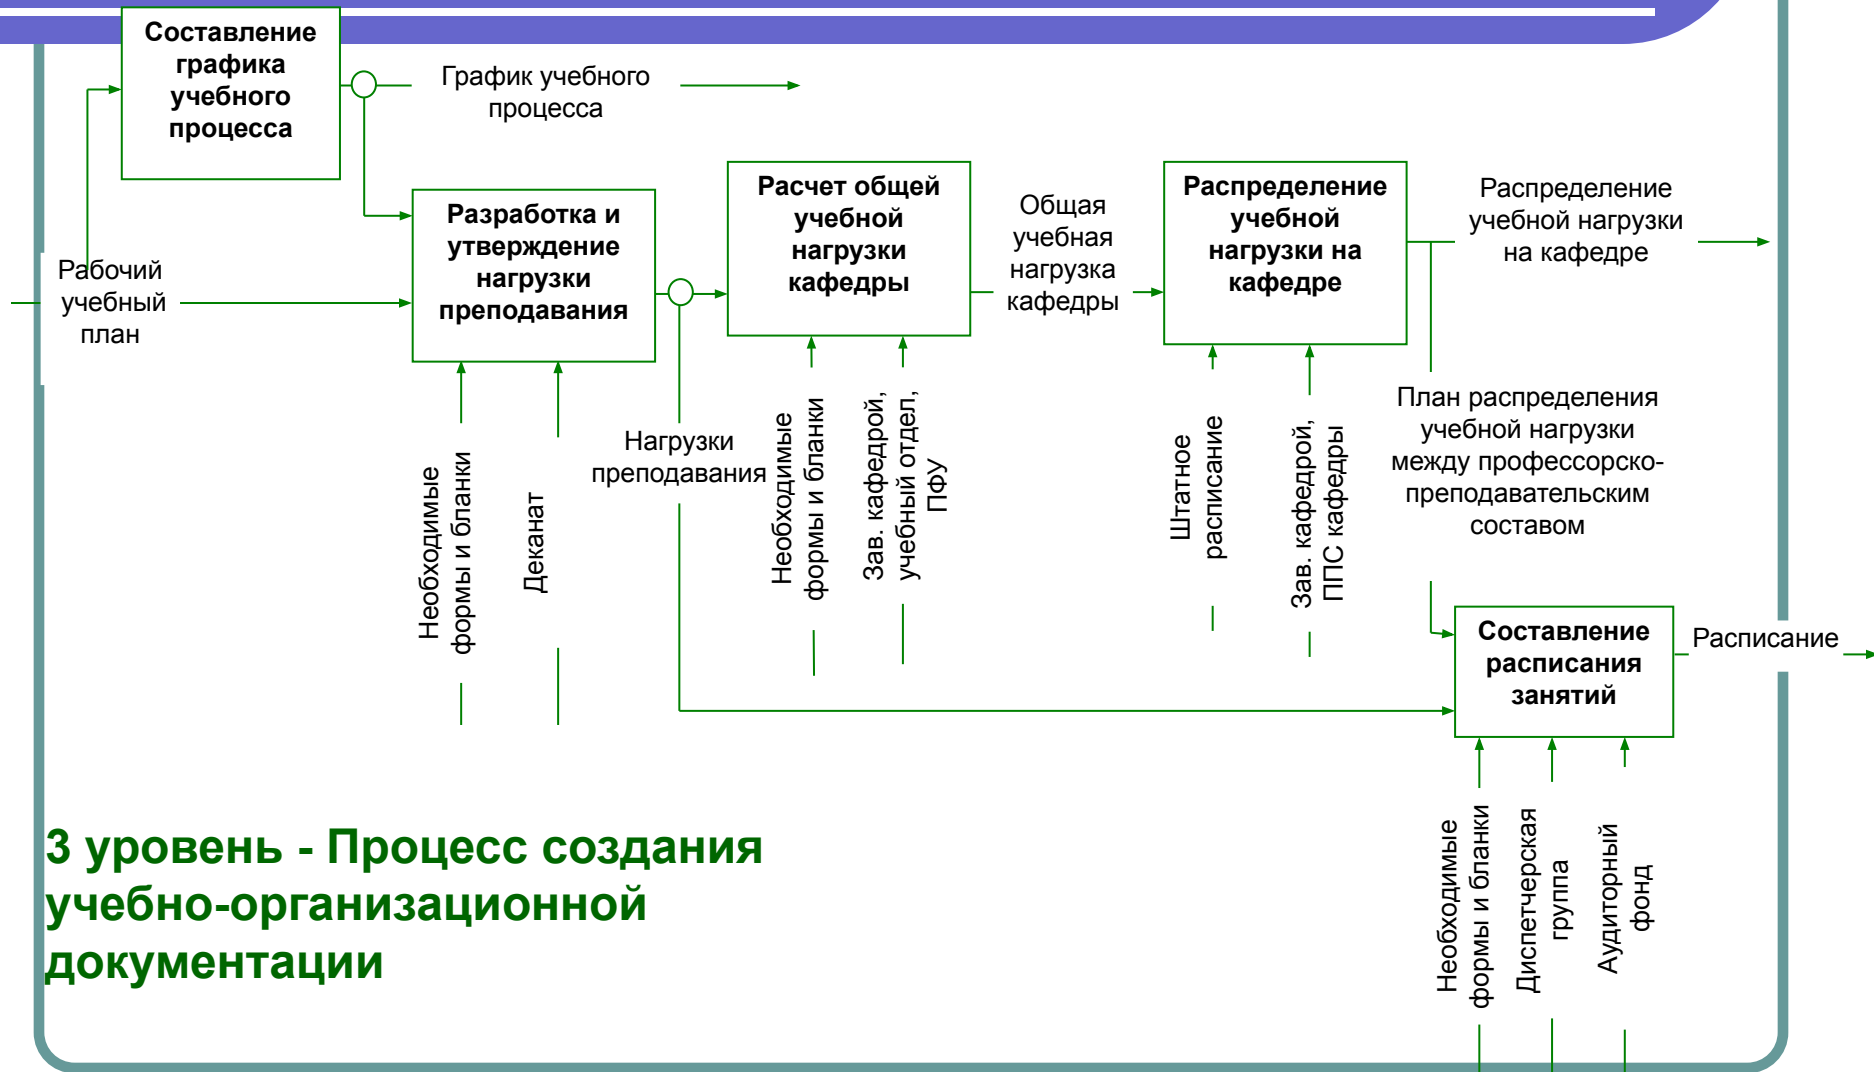 Составление
графика
учебного
процесса
График учебного
процесса
Рабочий
учебный
план
Разработка и
утверждение
нагрузки
преподавания
Расчет общей
учебной
нагрузки
кафедры
Общая
учебная
нагрузка
кафедры
Распределение
учебной
нагрузки на
кафедре
Распределение
учебной нагрузки
на кафедре
Необходимые
формы и бланки
Деканат
Нагрузки
преподавания
Необходимые
формы и бланки
Зав. кафедрой,
учебный отдел,
ПФУ
Штатное
расписание
Зав. кафедрой,
ППС кафедры
План распределения
учебной нагрузки
между профессорско-
преподавательским
составом
Составление
расписания
занятий
Расписание
Необходимые
формы и бланки
Диспетчерская
группа
Аудиторный
фонд
3 уровень - Процесс создания
учебно-организационной
документации